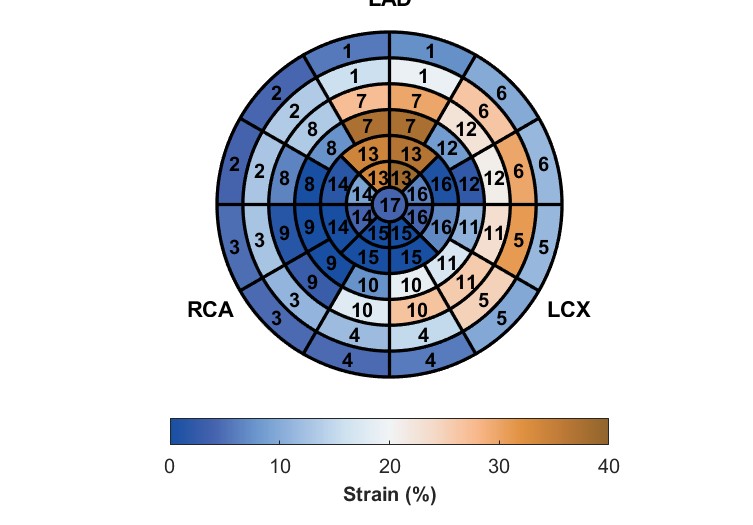 LAD
1 1
2 1 1 6
2 7 7 6
8 7 7 12
8 12
13 13
2 2 8 8 14 13 13 16 12 12 6 6
14 16
17
14 16
3 3 9 9 14 15 15 16 11 11 5 5
9 15 15 11
9 10 10 11
3 10 10 5
3 4 4 5
4 4
RCA LCX
0 10 20 30 40
Strain (%)